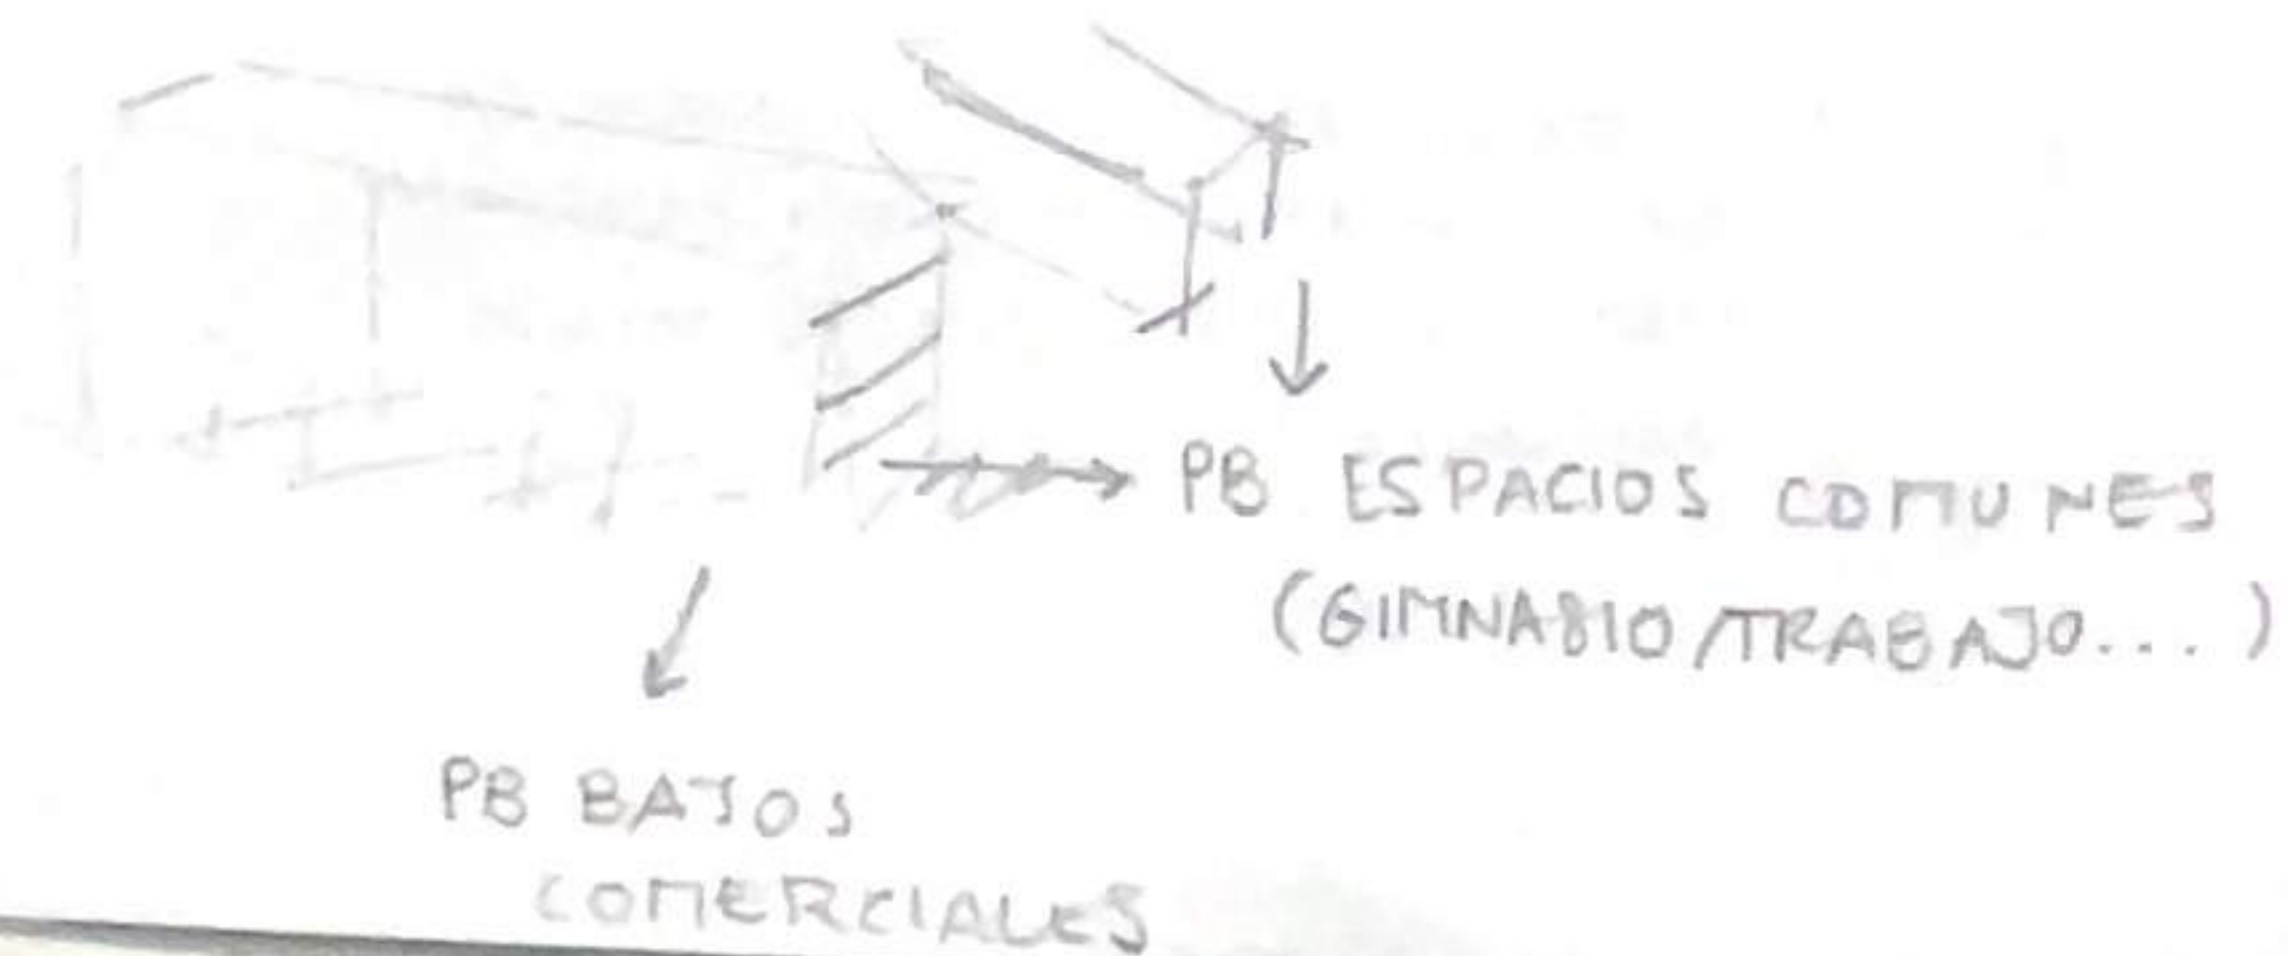 PB ESPACIOS COMUNES
(GIMNASIO/TRABAJO...)
PB BAJOS
COMERCIALES